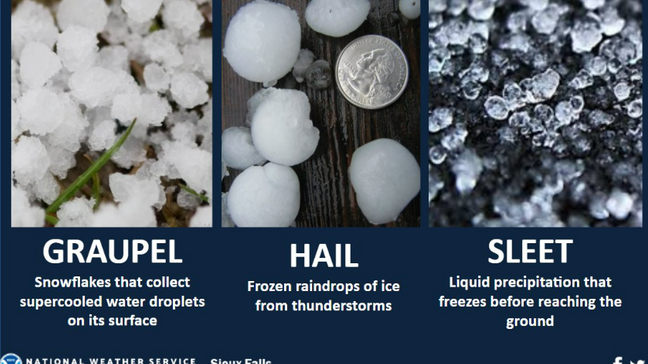 GRAUPEL
Snowflakes that collect
supercooled water droplets
on its surface
HAIL
Frozen raindrops of ice
from thunderstorms
SLEET
Liquid precipitation that
freezes before reaching the
ground
NATIONAL WEATHER SERVICE
Sioux Falls